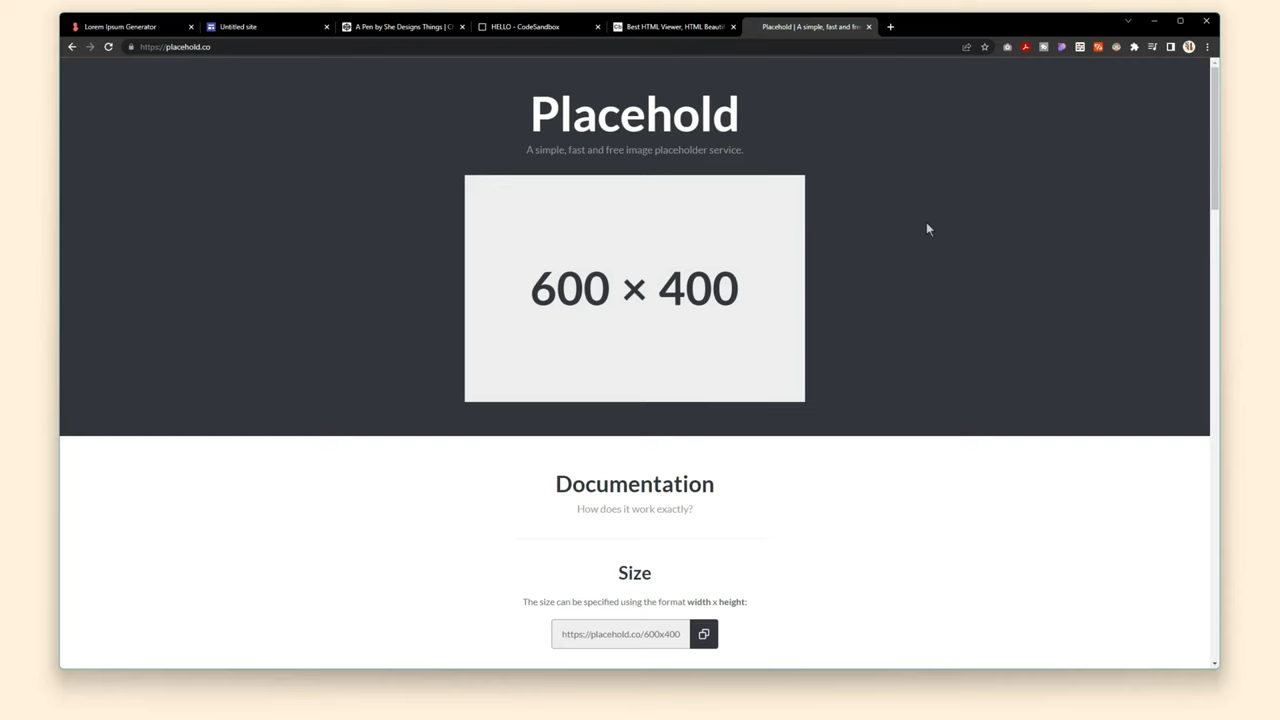 Lorem Ipsum Generator
Untitled site
A Pen by She Designs Things | C
HELLO - CodeSandbox
Best HTML Viewer, HTML Beautif
Placehold | A simple, fast and fre
https://placehold.co
Placehold
A simple, fast and free image placeholder service.
600 × 400
Documentation
How does it work exactly?
Size
The size can be specified using the format width x height:
https://placehold.co/600x400